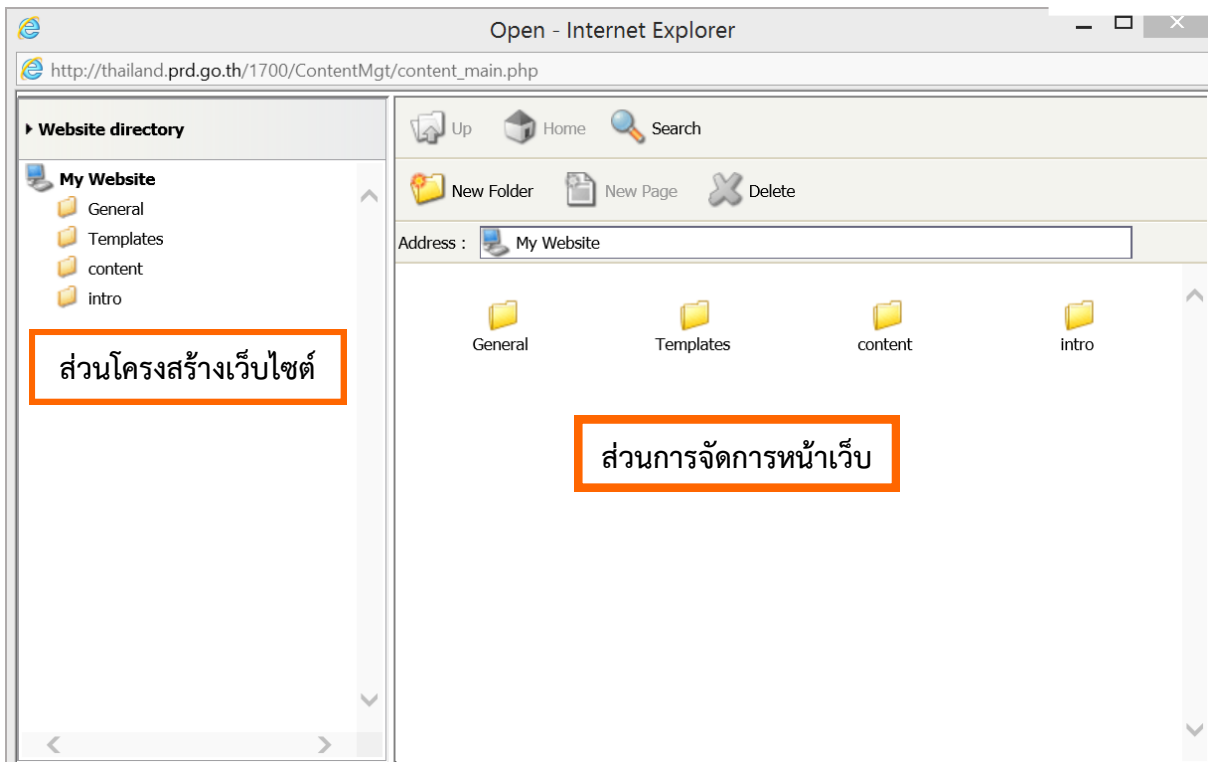 Open - Internet Explorer
http://thailand.prd.go.th/1700/ContentMgt/content_main.php
Website directory
My Website
General
Templates
content
intro
ส่วนโครงสร้างเว็บไซต์
Up Home Search
New Folder New Page Delete
Address : My Website
General Templates content intro
ส่วนการจัดการหน้าเว็บ